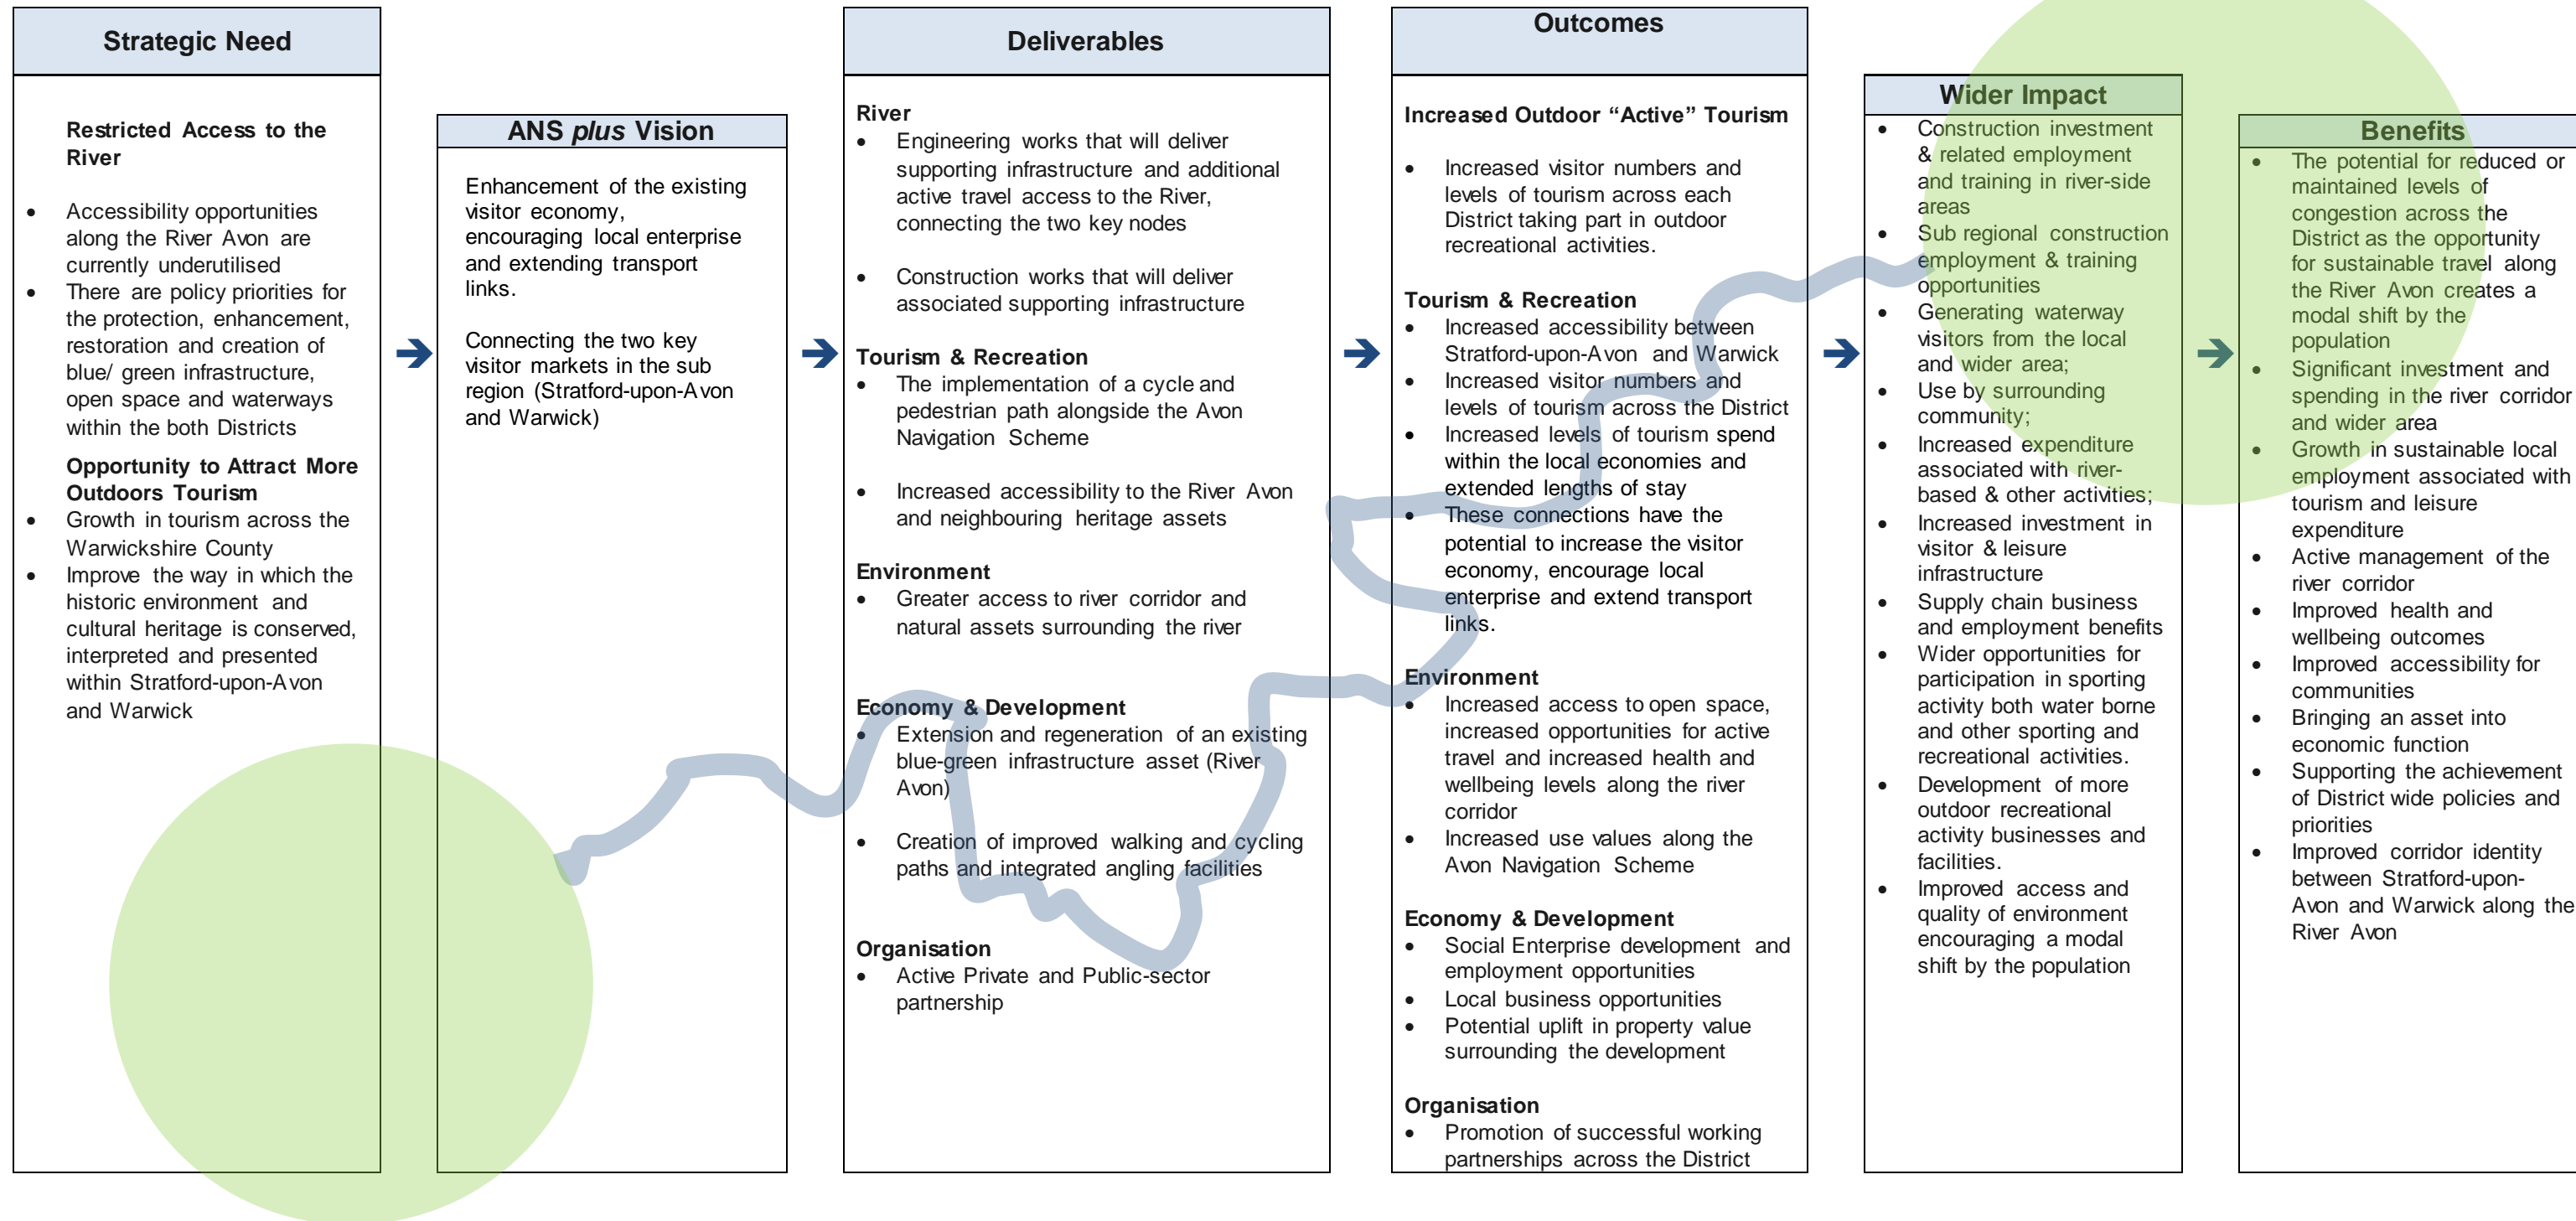 Strategic Need
Restricted Access to the
River
• Accessibility opportunities
along the River Avon are
currently underutilised
• There are policy priorities for
the protection, enhancement,
restoration and creation of
blue/ green infrastructure,
open space and waterways
within the both Districts
Opportunity to Attract More
Outdoors Tourism
• Growth in tourism across the
Warwickshire County
• Improve the way in which the
historic environment and
cultural heritage is conserved,
interpreted and presented
within Stratford-upon-Avon
and Warwick
ANS plus Vision
Enhancement of the existing
visitor economy,
encouraging local enterprise
and extending transport
links.
Connecting the two key
visitor markets in the sub
region (Stratford-upon-Avon
and Warwick)
Deliverables
River
• Engineering works that will deliver
supporting infrastructure and additional
active travel access to the River,
connecting the two key nodes
• Construction works that will deliver
associated supporting infrastructure
Tourism & Recreation
• The implementation of a cycle and
pedestrian path alongside the Avon
Navigation Scheme
• Increased accessibility to the River Avon
and neighbouring heritage assets
Environment
• Greater access to river corridor and
natural assets surrounding the river
Economy & Development
• Extension and regeneration of an existing
blue-green infrastructure asset (River
Avon)
• Creation of improved walking and cycling
paths and integrated angling facilities
Organisation
• Active Private and Public-sector
partnership
Outcomes
Increased Outdoor “Active” Tourism
• Increased visitor numbers and
levels of tourism across each
District taking part in outdoor
recreational activities.
Tourism & Recreation
• Increased accessibility between
Stratford-upon-Avon and Warwick
• Increased visitor numbers and
levels of tourism across the District
• Increased levels of tourism spend
within the local economies and
extended lengths of stay
• These connections have the
potential to increase the visitor
economy, encourage local
enterprise and extend transport
links.
Environment
• Increased access to open space,
increased opportunities for active
travel and increased health and
wellbeing levels along the river
corridor
• Increased use values along the
Avon Navigation Scheme
Economy & Development
• Social Enterprise development and
employment opportunities
• Local business opportunities
• Potential uplift in property value
surrounding the development
Organisation
• Promotion of successful working
partnerships across the District
Wider Impact
• Construction investment
& related employment
and training in river-side
areas
• Sub regional construction
employment & training
opportunities
• Generating waterway
visitors from the local
and wider area;
• Use by surrounding
community;
• Increased expenditure
associated with river-
based & other activities;
• Increased investment in
visitor & leisure
infrastructure
• Supply chain business
and employment benefits
• Wider opportunities for
participation in sporting
activity both water borne
and other sporting and
recreational activities.
• Development of more
outdoor recreational
activity businesses and
facilities.
• Improved access and
quality of environment
encouraging a modal
shift by the population
Benefits
• The potential for reduced or
maintained levels of
congestion across the
District as the opportunity
for sustainable travel along
the River Avon creates a
modal shift by the
population
• Significant investment and
spending in the river corridor
and wider area
• Growth in sustainable local
employment associated with
tourism and leisure
expenditure
• Active management of the
river corridor
• Improved health and
wellbeing outcomes
• Improved accessibility for
communities
• Bringing an asset into
economic function
• Supporting the achievement
of District wide policies and
priorities
• Improved corridor identity
between Stratford-upon-
Avon and Warwick along the
River Avon